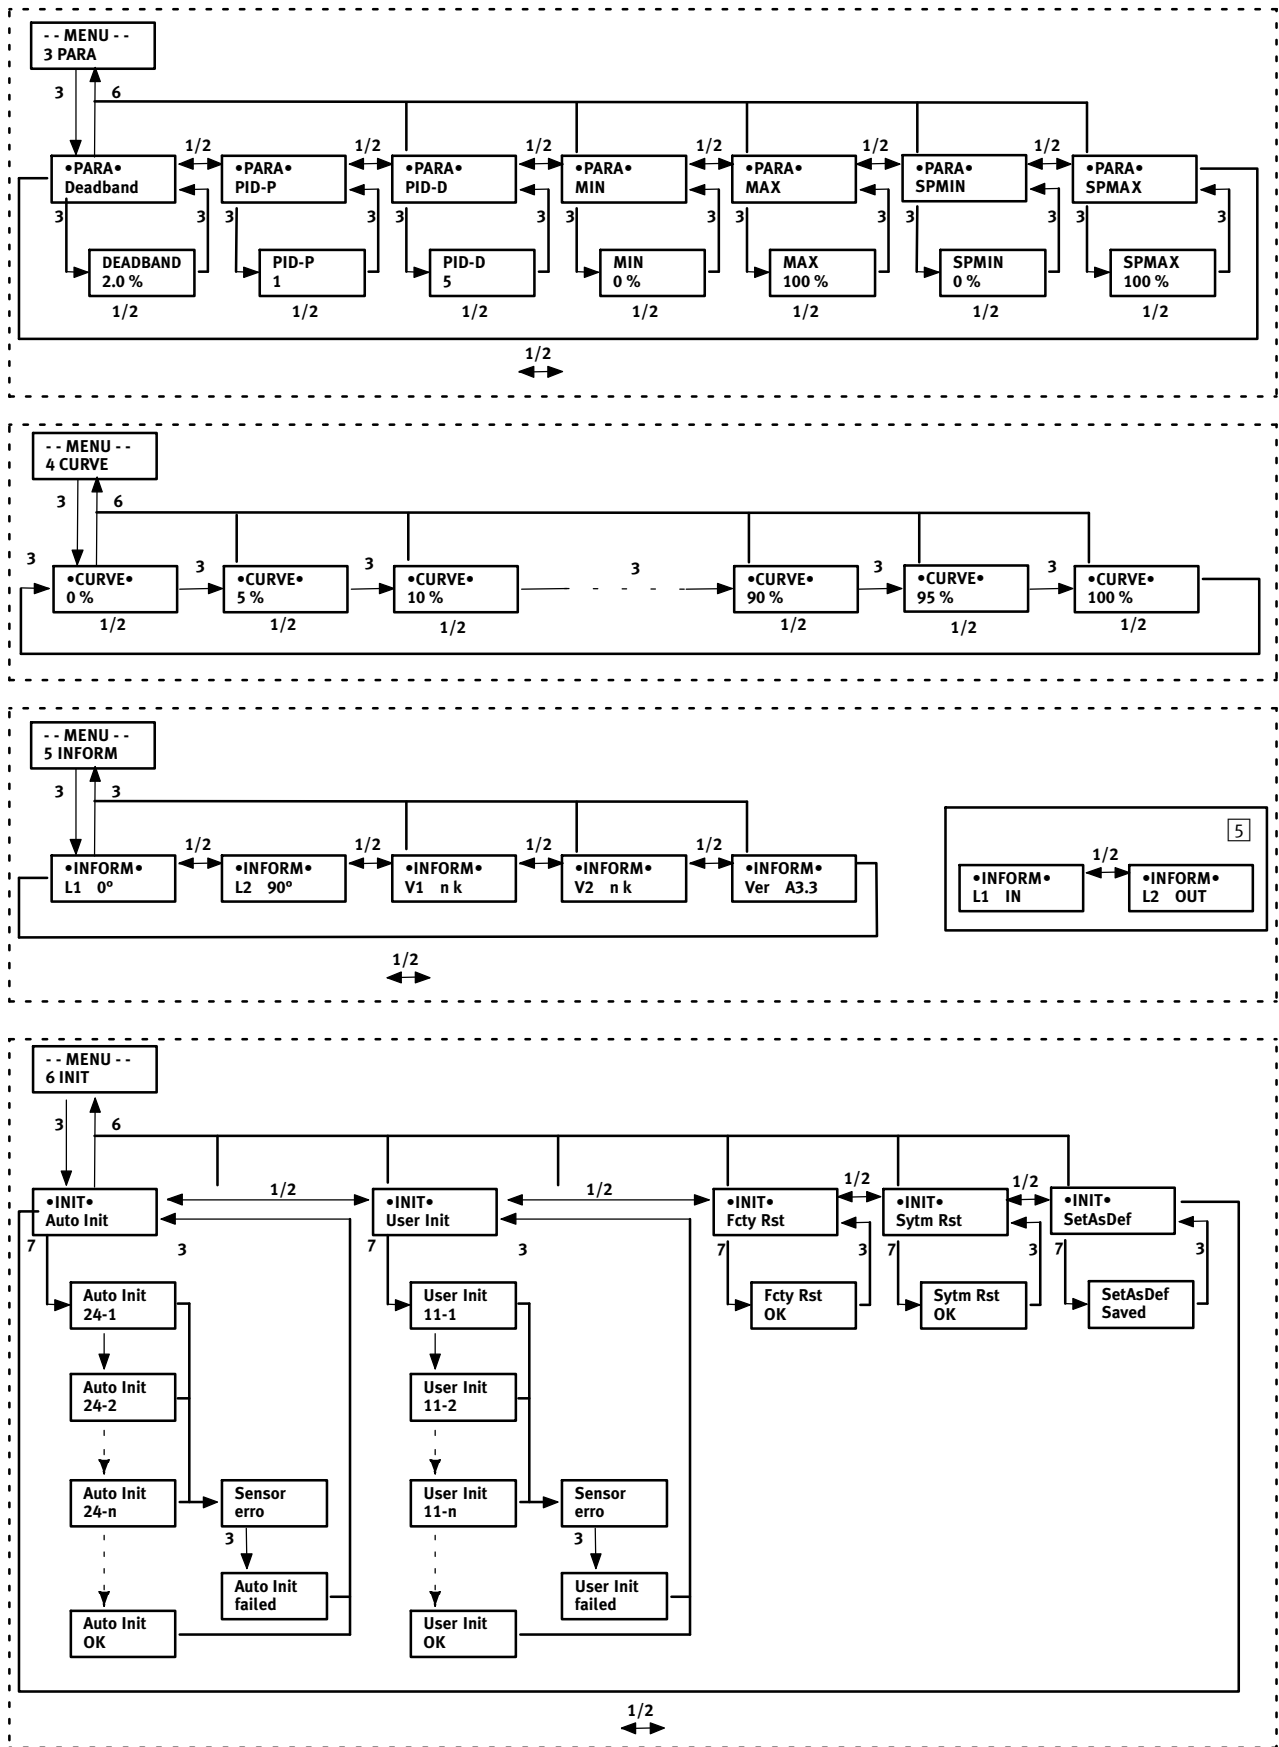 - - MENU - -
3 PARA
3
6
1/2
1/2
1/2
1/2
1/2
1/2
•PARA•
Deadband
•PARA•
PID-P
•PARA•
PID-D
•PARA•
MIN
•PARA•
MAX
•PARA•
SPMIN
•PARA•
SPMAX
3
3
3
3
3
3
3
3
3
3
3
3
3
3
DEADBAND
2.0 %
PID-P
1
PID-D
5
MIN
0 %
MAX
100 %
SPMIN
0 %
SPMAX
100 %
1/2
1/2
1/2
1/2
1/2
1/2
1/2
1/2
- - MENU - -
4 CURVE
3
6
3
3
3
3
3
3
•CURVE•
0 %
•CURVE•
5 %
•CURVE•
10 %
•CURVE•
90 %
•CURVE•
95 %
•CURVE•
100 %
1/2
1/2
1/2
1/2
1/2
1/2
- - MENU - -
5 INFORM
3
3
1/2
1/2
1/2
1/2
•INFORM•
L1 0º
•INFORM•
L2 90º
•INFORM•
V1 n k
•INFORM•
V2 n k
•INFORM•
Ver A3.3
5
1/2
•INFORM•
L1 IN
•INFORM•
L2 OUT
1/2
- - MENU - -
6 INIT
3
6
1/2
1/2
1/2
1/2
•INIT•
Auto Init
•INIT•
User Init
•INIT•
Fcty Rst
•INIT•
Sytm Rst
•INIT•
SetAsDef
7
3
7
3
7
3
7
3
7
3
Auto Init
24-1
User Init
11-1
Fcty Rst
OK
Sytm Rst
OK
SetAsDef
Saved
Auto Init
24-2
User Init
11-2
Auto Init
24-n
Sensor
erro
User Init
11-n
Sensor
erro
3
3
Auto Init
failed
User Init
failed
Auto Init
OK
User Init
OK
1/2